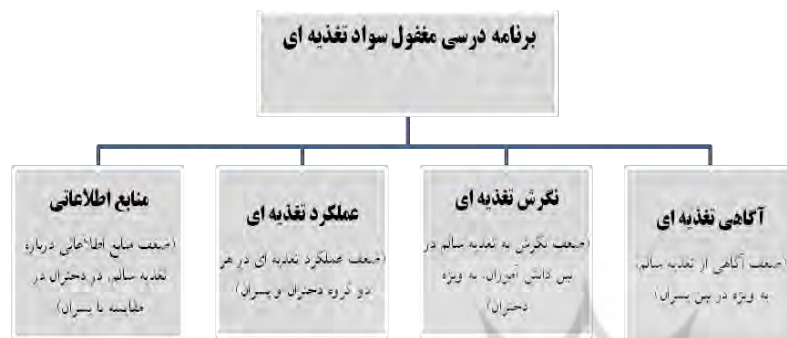 برنامه درسی مغفول سواد تغذیه ای
آگاهی تغذیه ای
(ضعف آگاهی از تغذیه سالم،
به ویژه در بین پسران)
نگرش تغذیه ای
(ضعف نگرش به تغذیه سالم در
بین دانش آموزان، به ویژه
دختران)
عملکرد تغذیه ای
(ضعف عملکرد تغذیه ای در هر
دو گروه دختران و پسران)
منابع اطلاعاتی
(ضعف منابع اطلاعاتی درباره
تغذیه سالم، در دختران در
مقایسه با پسران)